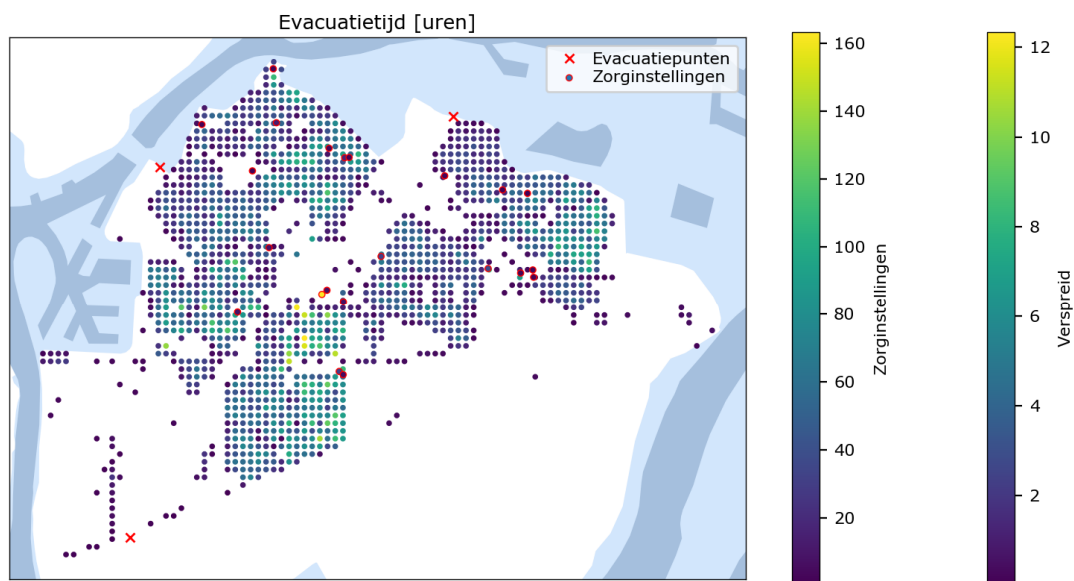 Evacuatietijd [uren]
Evacuatiepunten
Zorginstellingen
160
140
120
100
80
60
40
20
Zorginstellingen
12
10
8
6
4
2
Verspreid